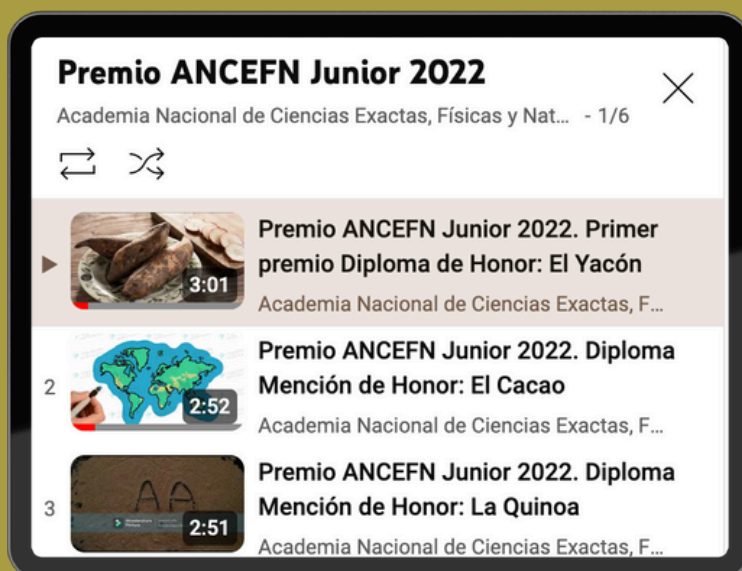 Premio ANCEFN Junior 2022
Academia Nacional de Ciencias Exactas, Físicas y Nat... - 1/6
Premio ANCEFN Junior 2022. Primer
premio Diploma de Honor: El Yacón
3:01
Academia Nacional de Ciencias Exactas, F...
Premio ANCEFN Junior 2022. Diploma
2
Mención de Honor: El Cacao
2:52
Academia Nacional de Ciencias Exactas, F...
Premio ANCEFN Junior 2022. Diploma
AA
3
Mención de Honor: La Quinoa
2:51
Academia Nacional de Ciencias Exactas, F...